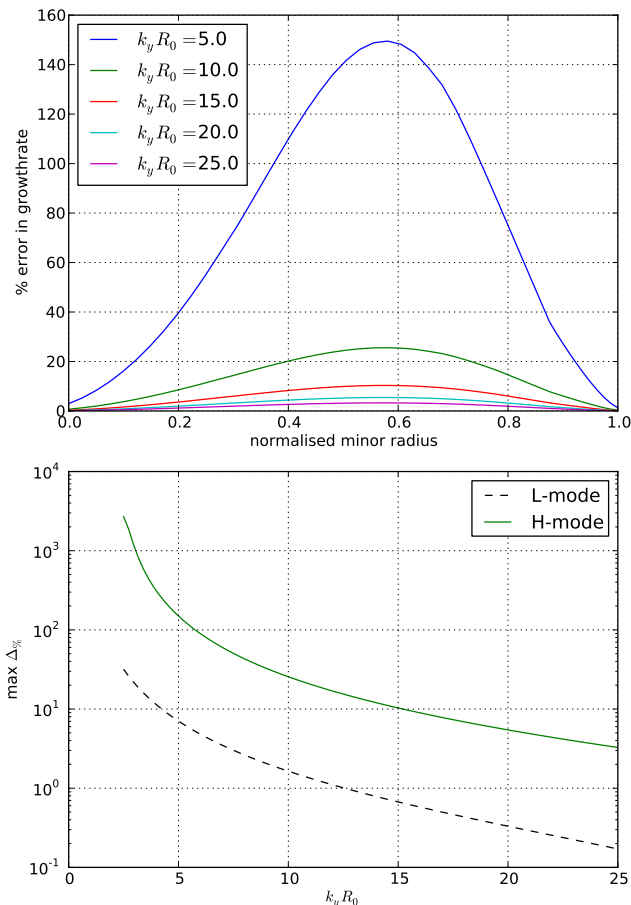 160
140
120
100
80
60
40
20
0
% error in growthrate
k_y R_0 = 5.0
k_y R_0 = 10.0
k_y R_0 = 15.0
k_y R_0 = 20.0
k_y R_0 = 25.0
0.0 0.2 0.4 0.6 0.8 1.0
normalised minor radius
10^4
10^3
10^2
10^1
10^0
10^-1
max Δ_%
L-mode
H-mode
0 5 10 15 20 25
k_y R_0